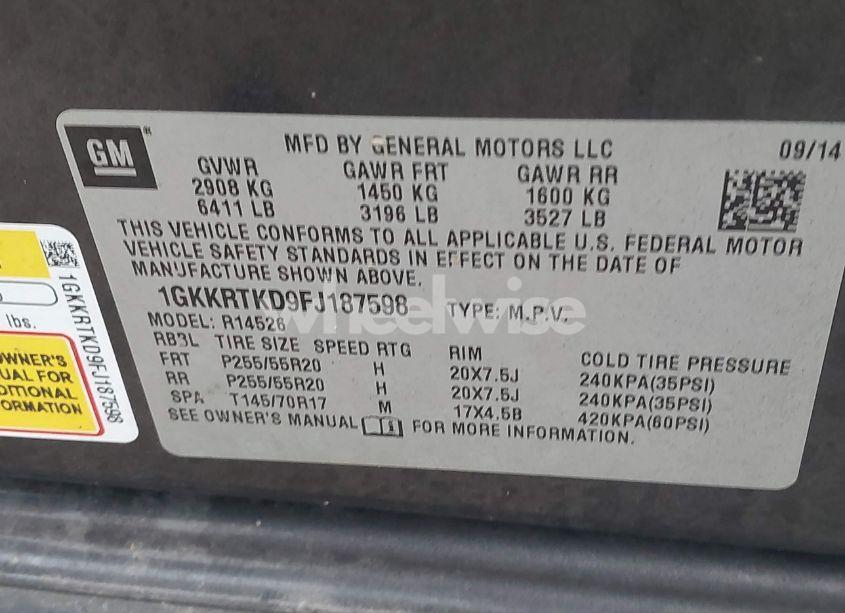 GM ®
MFD BY GENERAL MOTORS LLC 09/14
GVWR GAWR FRT GAWR RR
2908 KG 1450 KG 1600 KG
6411 LB 3196 LB 3527 LB
THIS VEHICLE CONFORMS TO ALL APPLICABLE U.S. FEDERAL MOTOR
VEHICLE SAFETY STANDARDS IN EFFECT ON THE DATE OF
MANUFACTURE SHOWN ABOVE.
1GKKRTKD9FJ187598 TYPE: M.P.V.
MODEL: R14526
RB3L TIRE SIZE SPEED RTG RIM COLD TIRE PRESSURE
FRT P255/55R20 H 20X7.5J 240KPA(35PSI)
RR P255/55R20 H 20X7.5J 240KPA(35PSI)
SPA T145/70R17 M 17X4.5B 420KPA(60PSI)
SEE OWNER'S MANUAL FOR MORE INFORMATION.
wheelwise
lbs.
OWNER'S
UAL FOR
DITIONAL
FORMATION
1GKKRTKD9FJ187598